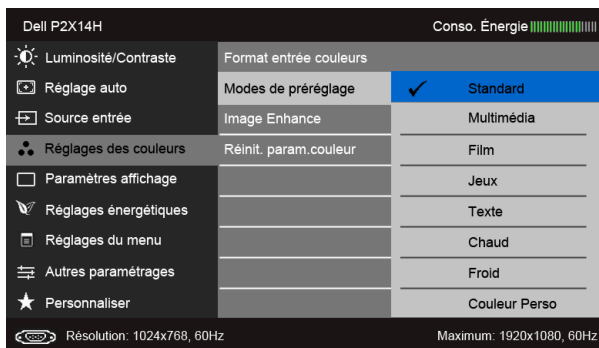 Dell P2X14H
Conso. Énergie
Luminosité/Contraste
Format entrée couleurs
Réglage auto
Modes de préréglage
Standard
Source entrée
Image Enhance
Multimédia
Réglages des couleurs
Réinit. param.couleur
Film
Paramètres affichage
Jeux
Réglages énergétiques
Texte
Réglages du menu
Chaud
Autres paramétrages
Froid
Personnaliser
Couleur Perso
Résolution: 1024x768, 60Hz
Maximum: 1920x1080, 60Hz